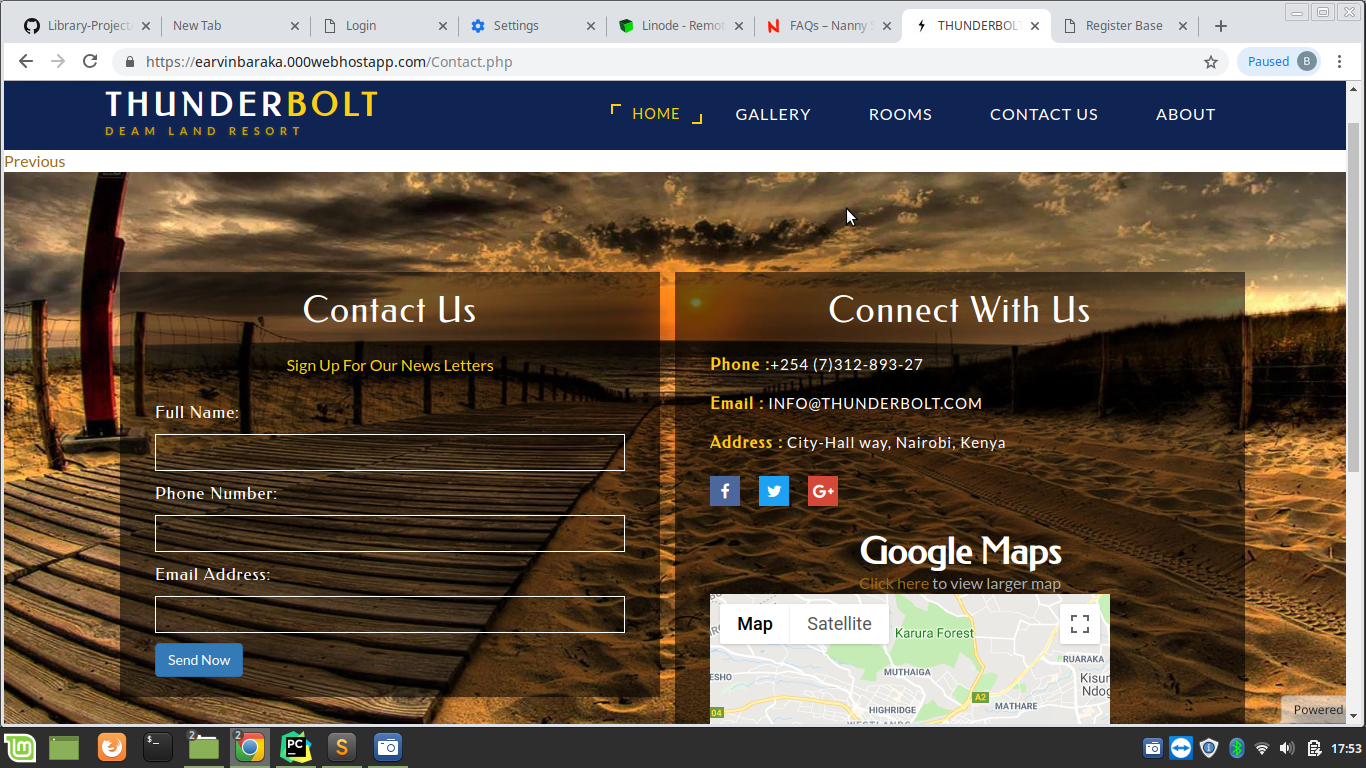 Library-Project
New Tab
Login
Settings
Linode - Remot
FAQs – Nanny S
THUNDERBOLT
Register Base
https://earvinbaraka.000webhostapp.com/Contact.php
Paused
B
THUNDERBOLT
DEAM LAND RESORT
HOME
GALLERY
ROOMS
CONTACT US
ABOUT
Previous
Contact Us
Sign Up For Our News Letters
Full Name:
Phone Number:
Email Address:
Send Now
Connect With Us
Phone :+254 (7)312-893-27
Email : INFO@THUNDERBOLT.COM
Address : City-Hall way, Nairobi, Kenya
f
G+
Google Maps
Click here to view larger map
Map
Satellite
Karura Forest
RUARAKA
ESHO
MUTHAIGA
Kisur
Ndog
A2
MATHARE
04
HIGHRIDGE
WESTLANDS
Powered
2
2
PC
S
17:53